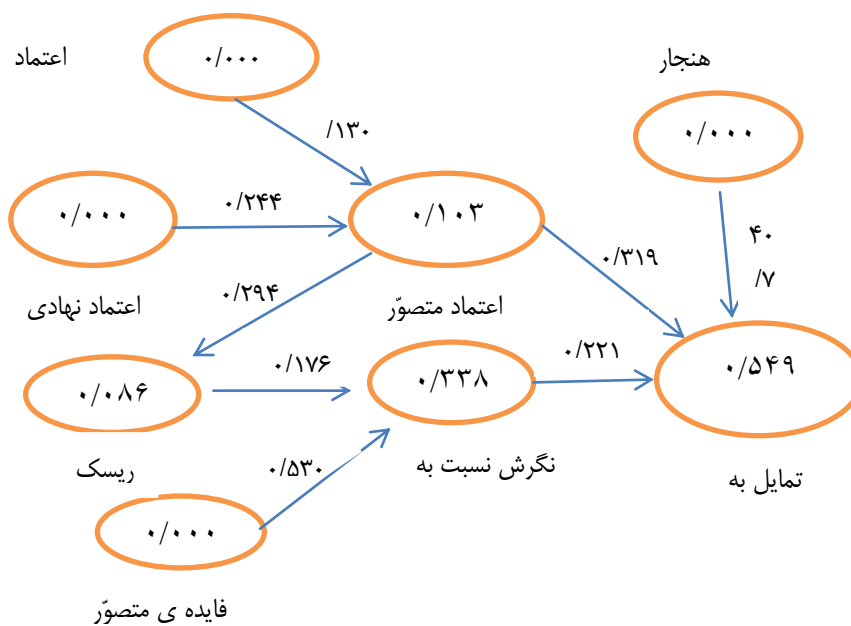 اعتماد
۰/۰۰۰
هنجار
/۱۳۰
۰/۰۰۰
۰/۰۰۰
۰/۲۴۴
۰/۱۰۳
۴۰
/۷
۰/۳۱۹
اعتماد نهادی
۰/۲۹۴
اعتماد متصوّر
۰/۰۸۶
۰/۱۷۶
۰/۳۳۸
۰/۲۲۱
۰/۵۴۹
ریسک
۰/۵۳۰
نگرش نسبت به
تمایل به
۰/۰۰۰
فایده ی متصوّر